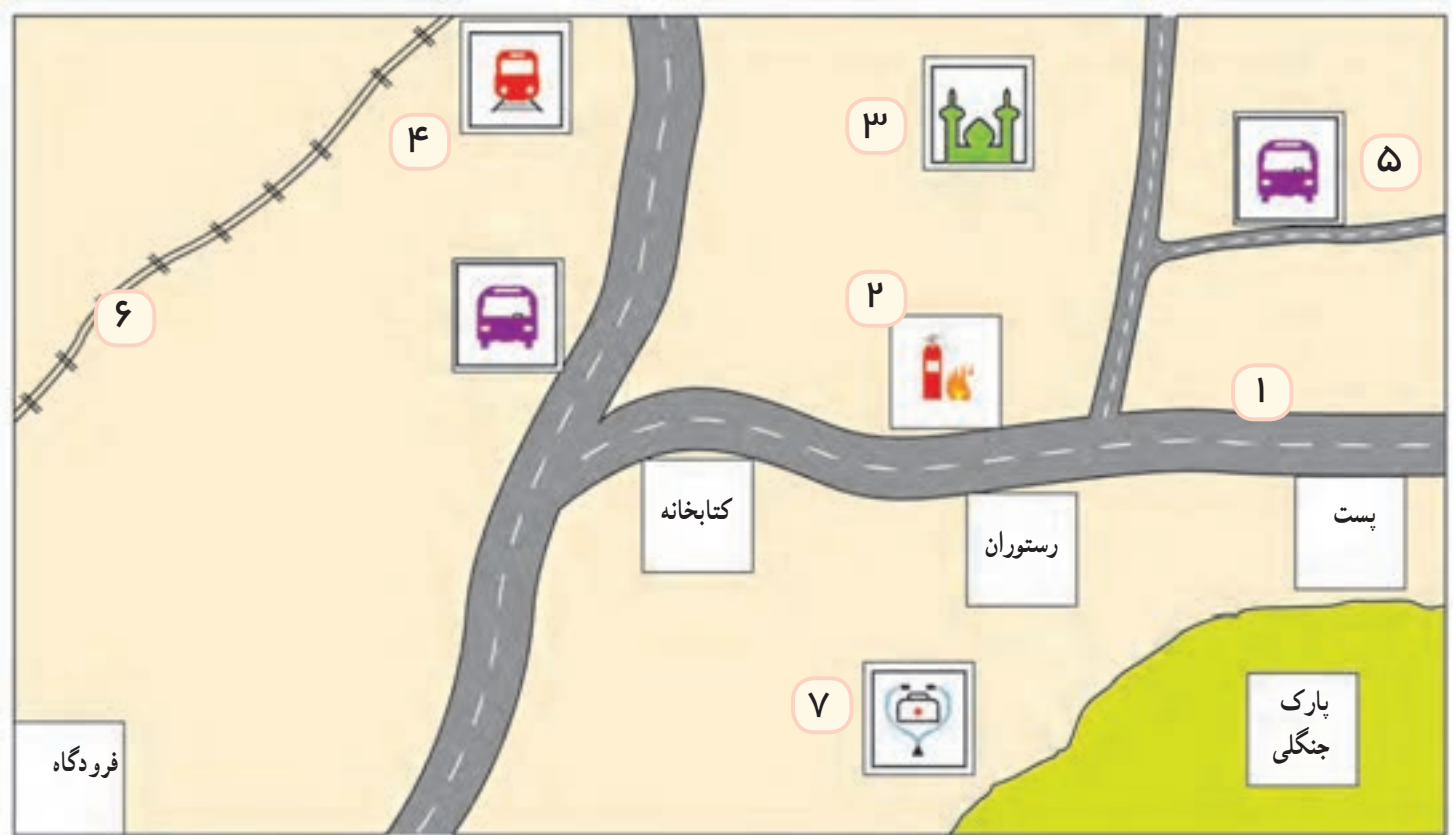 ۴
۳
۵
۶
۲
۱
کتابخانه
رستوران
پست
۷
پارک
جنگلی
فرودگاه